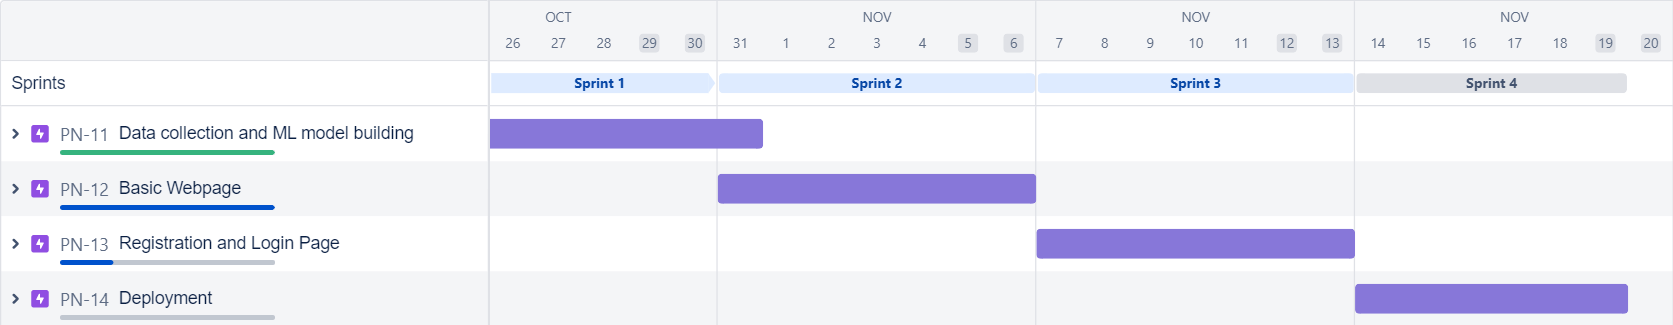 OCT NOV NOV NOV
26 27 28 29 30 31 1 2 3 4 5 6 7 8 9 10 11 12 13 14 15 16 17 18 19 20
Sprints Sprint 1 Sprint 2 Sprint 3 Sprint 4
PN-11 Data collection and ML model building
PN-12 Basic Webpage
PN-13 Registration and Login Page
PN-14 Deployment